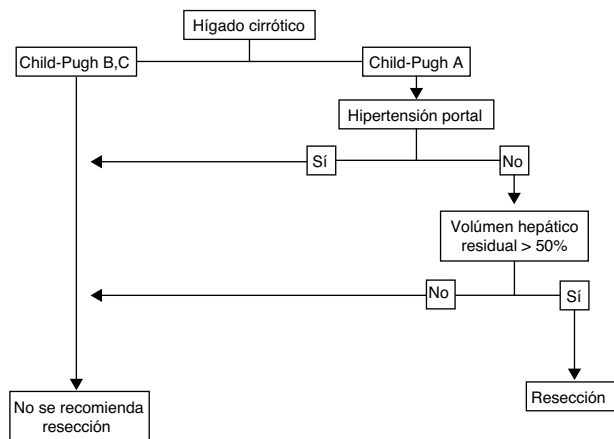 Hígado cirrótico
Child-Pugh B,C
Child-Pugh A
Hipertensión portal
Sí
No
Volúmen hepático
residual > 50%
No
Sí
No se recomienda
resección
Resección